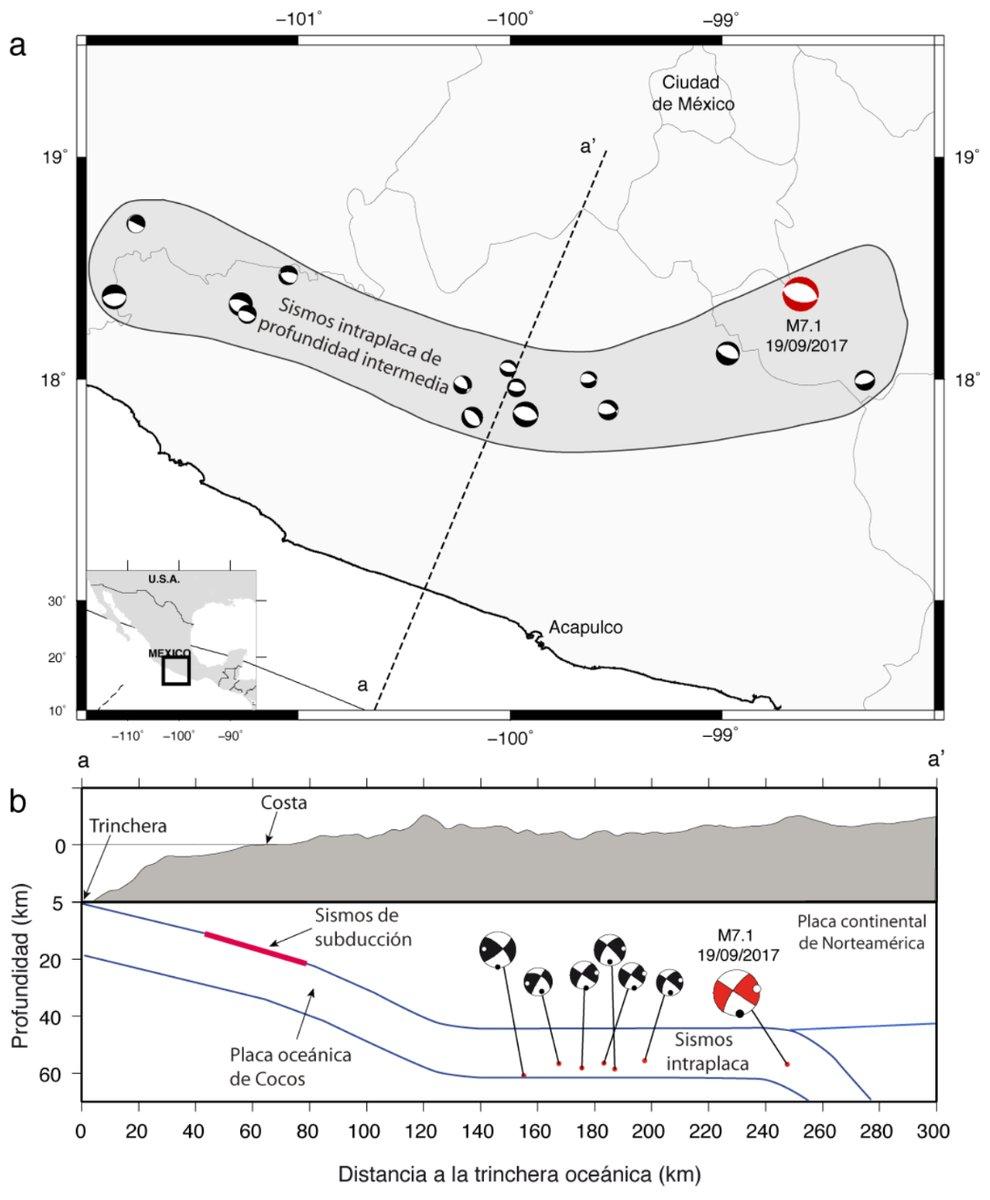 a
−101°
−100°
−99°
Ciudad
de México
a’
19°
19°
Sismos intraplaca de
profundidad intermedia
M7.1
19/09/2017
18°
18°
U.S.A.
MEXICO
30°
20°
10°
−110°
−100°
−90°
Acapulco
a
−100°
−99°
a
a’
b
Trinchera
Costa
0
5
20
40
60
Profundidad (km)
Sismos de
subducción
Placa oceánica
de Cocos
M7.1
19/09/2017
Placa continental
de Norteamérica
Sismos
intraplaca
0
20
40
60
80
100
120
140
160
180
200
220
240
260
280
300
Distancia a la trinchera oceánica (km)